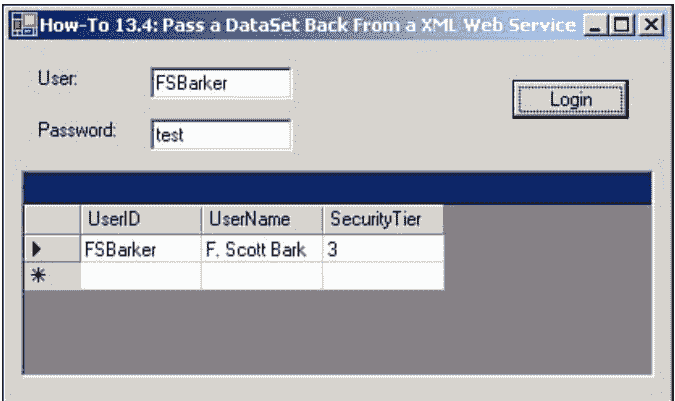 How-To 13.4: Pass a DataSet Back From a XML Web Service
User: FSBarker
Login
Password: test
UserID UserName SecurityTier
FSBarker F. Scott Bark 3